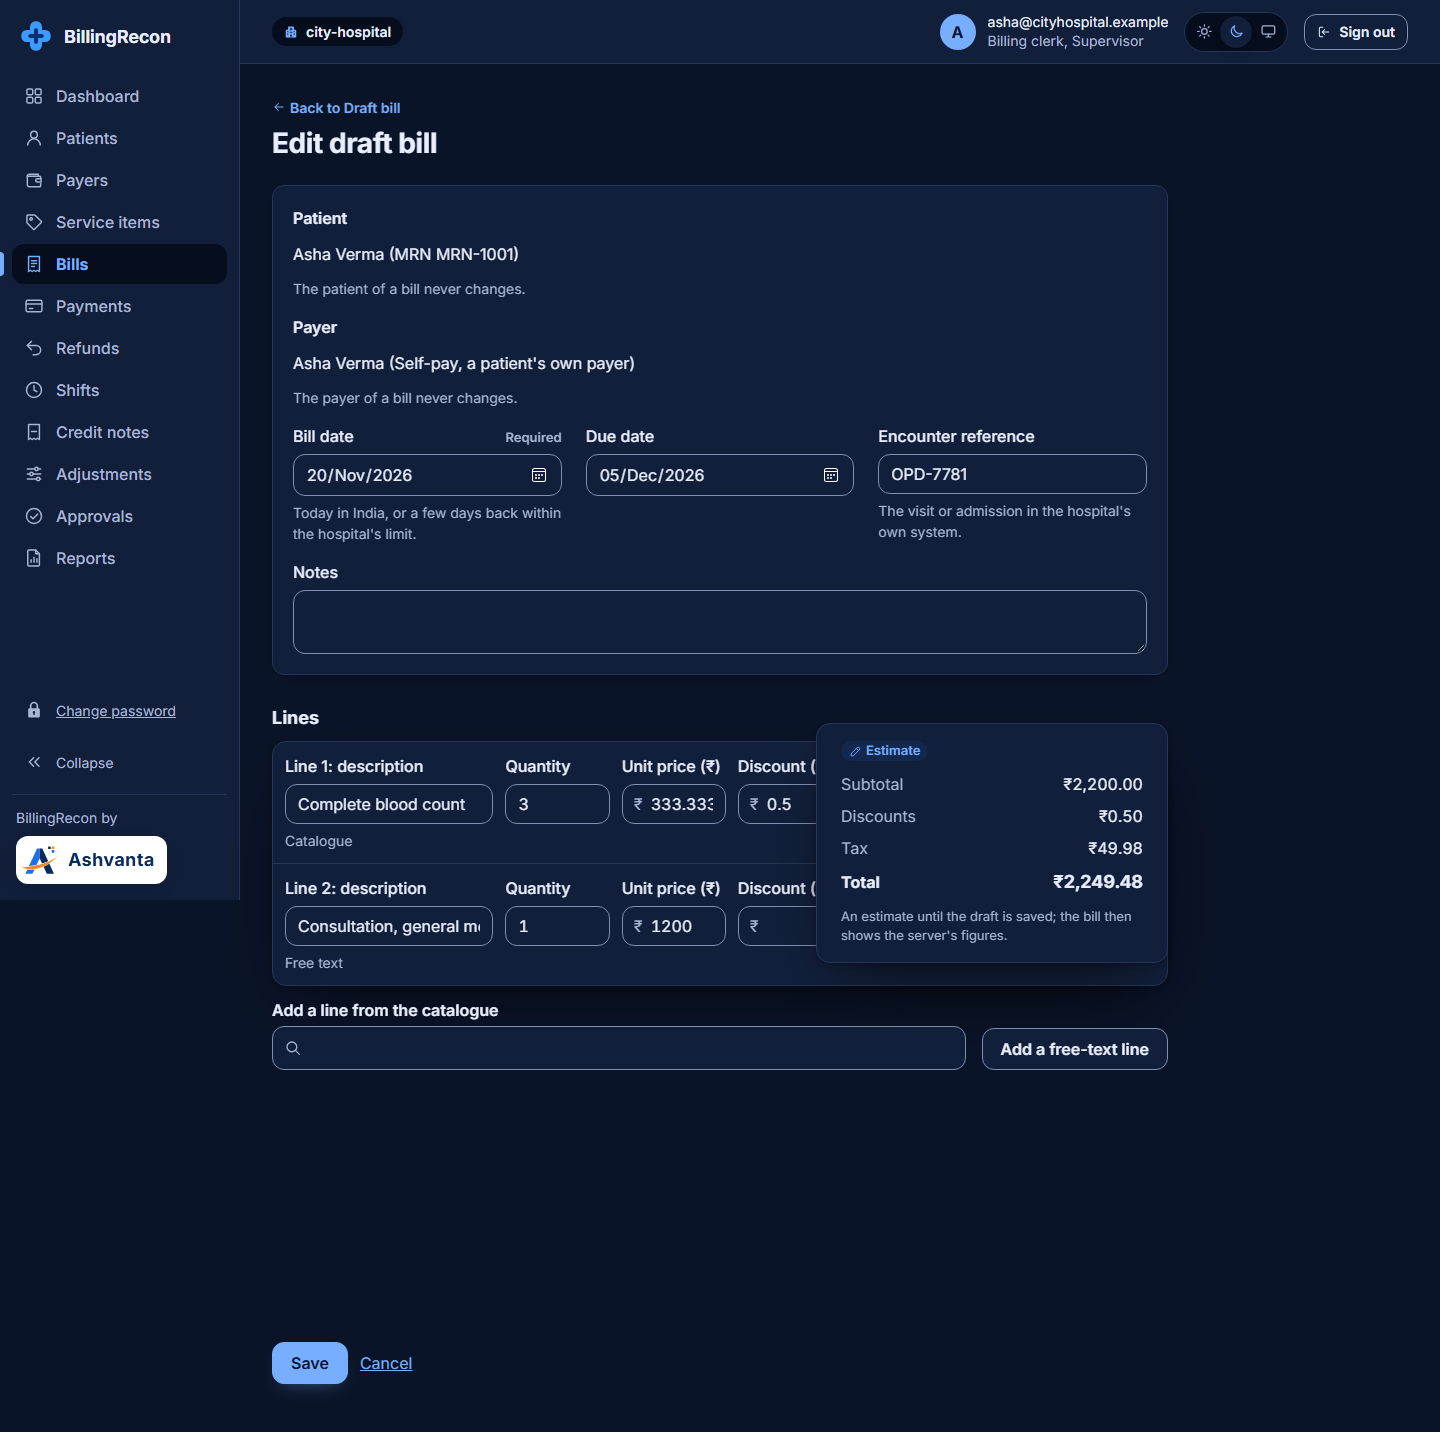 BillingRecon
Dashboard
Patients
Payers
Service items
Bills
Payments
Refunds
Shifts
Credit notes
Adjustments
Approvals
Reports
Change password
Collapse
BillingRecon by
Ashvanta
city-hospital
A
asha@cityhospital.example
Billing clerk, Supervisor
Sign out
← Back to Draft bill
Edit draft bill
Patient
Asha Verma (MRN MRN-1001)
The patient of a bill never changes.
Payer
Asha Verma (Self-pay, a patient's own payer)
The payer of a bill never changes.
Bill date Required
20/Nov/2026
Today in India, or a few days back within
the hospital's limit.
Due date
05/Dec/2026
Encounter reference
OPD-7781
The visit or admission in the hospital's
own system.
Notes
Lines
Line 1: description Quantity Unit price (₹) Discount (
Complete blood count 3 ₹ 333.333 ₹ 0.5
Catalogue
Line 2: description Quantity Unit price (₹) Discount (
Consultation, general m 1 ₹ 1200 ₹
Free text
Estimate
Subtotal ₹2,200.00
Discounts ₹0.50
Tax ₹49.98
Total ₹2,249.48
An estimate until the draft is saved; the bill then
shows the server's figures.
Add a line from the catalogue
Add a free-text line
Save Cancel